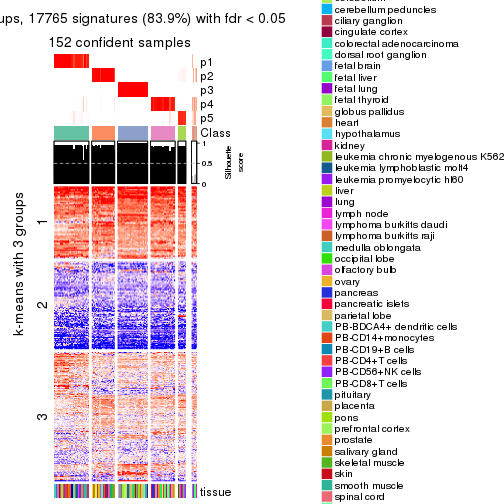 ups, 17765 signatures (83.9%) with fdr < 0.05
152 confident samples
p1
p2
p3
p4
p5
Class
1
0.5
0
Silhouette
score
k-means with 3 groups
1
2
3
tissue
cerebellum peduncles
ciliary ganglion
cingulate cortex
colorectal adenocarcinoma
dorsal root ganglion
fetal brain
fetal liver
fetal lung
fetal thyroid
globus pallidus
heart
hypothalamus
kidney
leukemia chronic myelogenous K562
leukemia lymphoblastic molt4
leukemia promyelocytic hl60
liver
lung
lymph node
lymphoma burkitts daudi
lymphoma burkitts raji
medulla oblongata
occipital lobe
olfactory bulb
ovary
pancreas
pancreatic islets
parietal lobe
PB-BDCA4+ dendritic cells
PB-CD14+monocytes
PB-CD19+B cells
PB-CD4+T cells
PB-CD56+NK cells
PB-CD8+T cells
pituitary
placenta
pons
prefrontal cortex
prostate
salivary gland
skeletal muscle
skin
smooth muscle
spinal cord